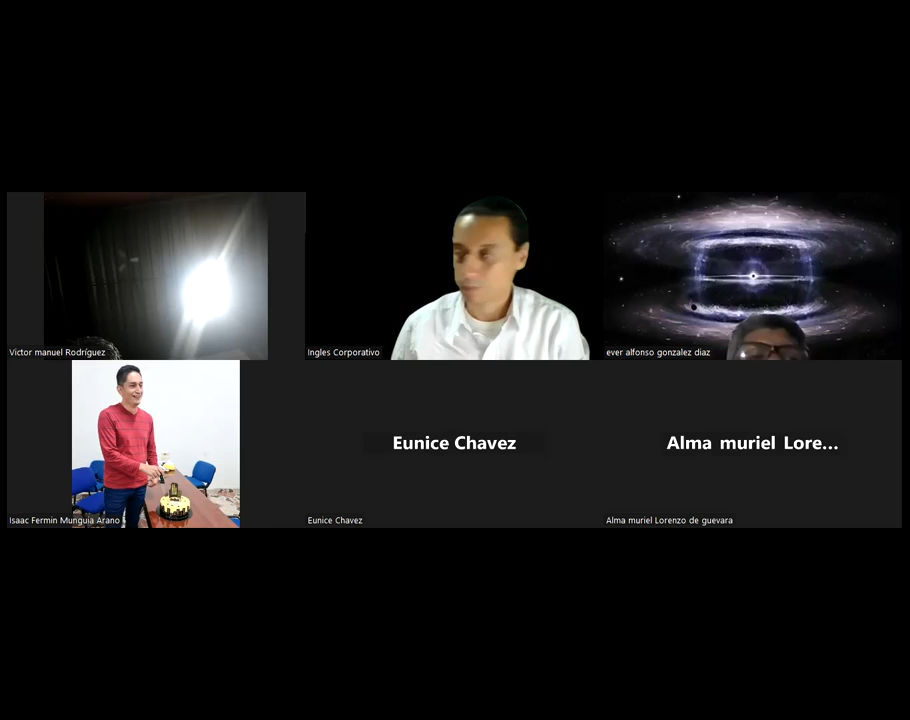 Victor manuel Rodríguez
Ingles Corporativo
ever alfonso gonzalez diaz
Eunice Chavez
Alma muriel Lore...
Isaac Fermin Munguia Arano
Eunice Chavez
Alma muriel Lorenzo de guevara